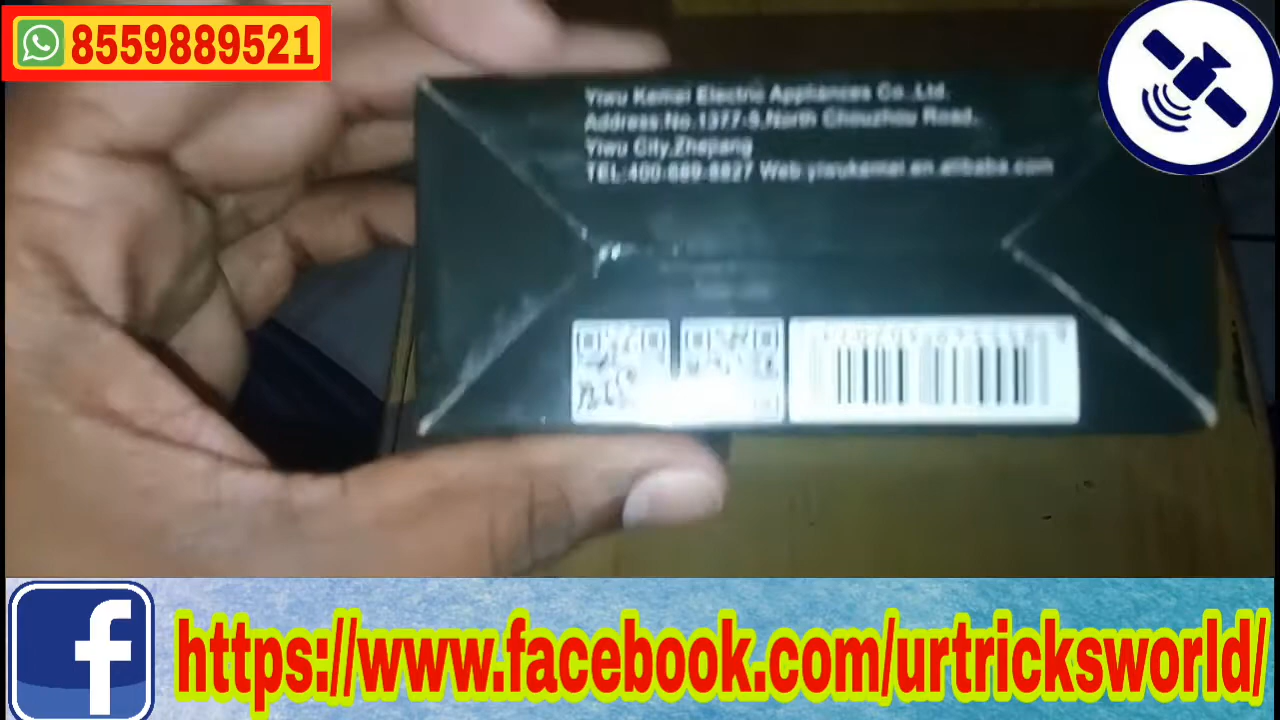 8559889521
Yiwu Kemei Electric Appliances Co.,Ltd.
Address:No.1377-5,North Chouzhou Road,
Yiwu City,Zhejiang
TEL:400-689-8827 Web:yiwukemei.en.alibaba.com
https://www.facebook.com/urtricksworld/